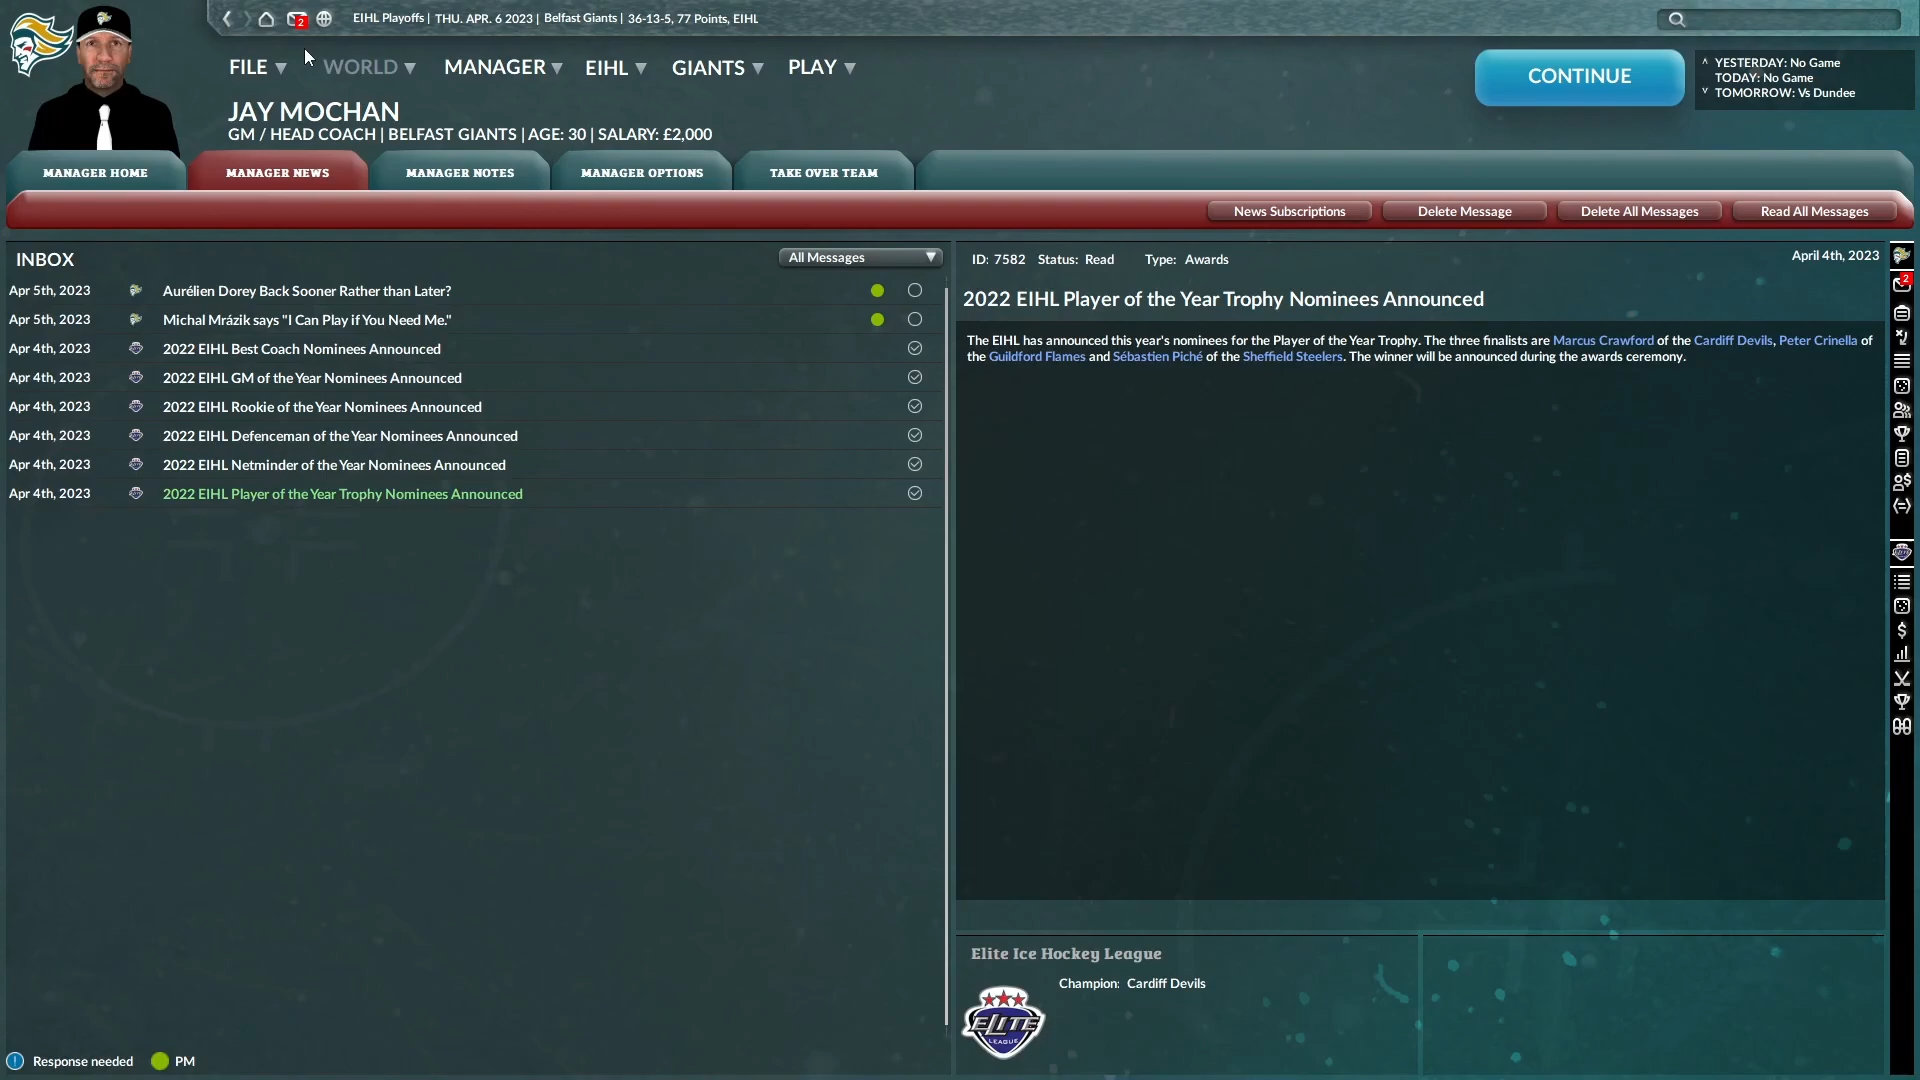 EIHL Playoffs | THU. APR. 6 2023 | Belfast Giants | 36-13-5, 77 Points, EIHL
2
FILE ▼ WORLD ▼ MANAGER ▼ EIHL ▼ GIANTS ▼ PLAY ▼
CONTINUE
YESTERDAY: No Game
TODAY: No Game
TOMORROW: Vs Dundee
JAY MOCHAN
GM / HEAD COACH | BELFAST GIANTS | AGE: 30 | SALARY: £2,000
MANAGER HOME MANAGER NEWS MANAGER NOTES MANAGER OPTIONS TAKE OVER TEAM
News Subscriptions Delete Message Delete All Messages Read All Messages
INBOX All Messages ▼
Apr 5th, 2023 Aurélien Dorey Back Sooner Rather than Later?
Apr 5th, 2023 Michal Mrázik says "I Can Play if You Need Me."
Apr 4th, 2023 2022 EIHL Best Coach Nominees Announced
Apr 4th, 2023 2022 EIHL GM of the Year Nominees Announced
Apr 4th, 2023 2022 EIHL Rookie of the Year Nominees Announced
Apr 4th, 2023 2022 EIHL Defenceman of the Year Nominees Announced
Apr 4th, 2023 2022 EIHL Netminder of the Year Nominees Announced
Apr 4th, 2023 2022 EIHL Player of the Year Trophy Nominees Announced
Response needed PM
ID: 7582 Status: Read Type: Awards April 4th, 2023
2022 EIHL Player of the Year Trophy Nominees Announced
The EIHL has announced this year's nominees for the Player of the Year Trophy. The three finalists are Marcus Crawford of the Cardiff Devils, Peter Crinella of
the Guildford Flames and Sébastien Piché of the Sheffield Steelers. The winner will be announced during the awards ceremony.
Elite Ice Hockey League
Champion: Cardiff Devils
ELITE
LEAGUE
2